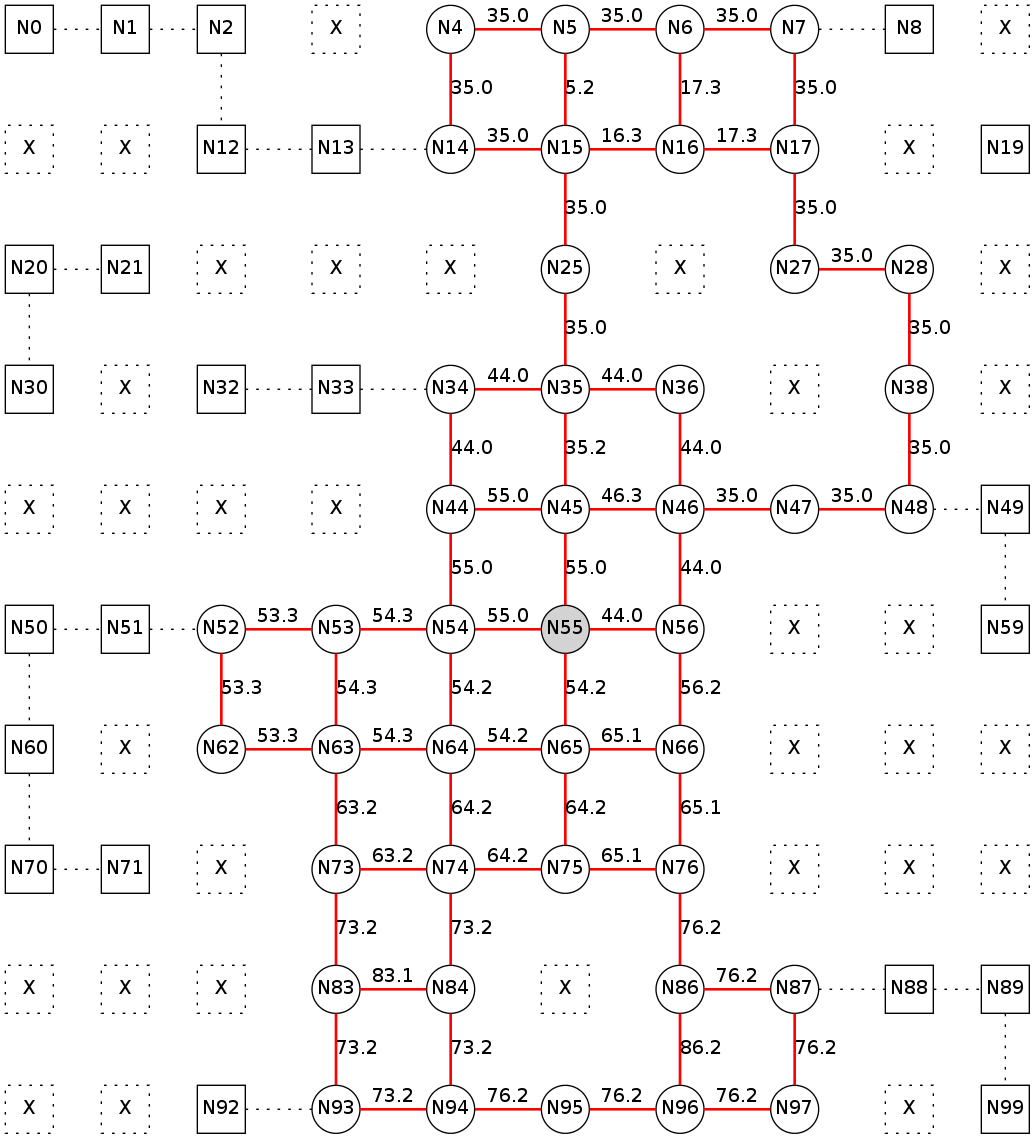 35.0 35.0 35.0
N0 N1 N2 X N4 N5 N6 N7 N8 X
35.0 5.2 17.3 35.0
35.0 16.3 17.3
X X N12 N13 N14 N15 N16 N17 X N19
35.0 35.0
35.0
N20 N21 X X X N25 X N27 N28 X
35.0 35.0
44.0 44.0
N30 X N32 N33 N34 N35 N36 X N38 X
44.0 35.2 44.0 35.0
55.0 46.3 35.0 35.0
X X X X N44 N45 N46 N47 N48 N49
55.0 55.0 44.0
53.3 54.3 55.0 44.0
N50 N51 N52 N53 N54 N55 N56 X X N59
53.3 54.3 54.2 54.2 56.2
53.3 54.3 54.2 65.1
N60 X N62 N63 N64 N65 N66 X X X
63.2 64.2 64.2 65.1
63.2 64.2 65.1
N70 N71 X N73 N74 N75 N76 X X X
73.2 73.2 76.2
83.1 76.2
X X X N83 N84 X N86 N87 N88 N89
73.2 73.2 86.2 76.2
73.2 76.2 76.2 76.2
X X N92 N93 N94 N95 N96 N97 X N99